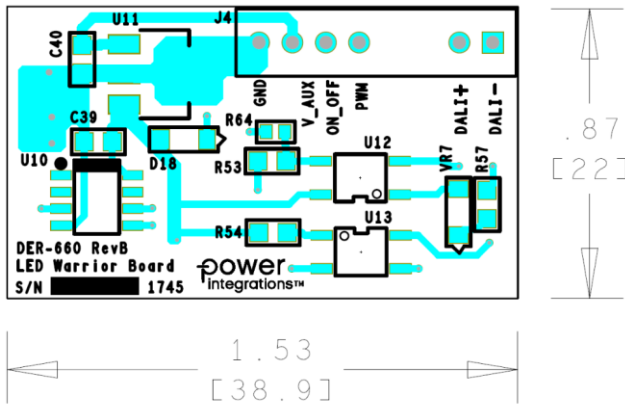 C40
U11
J4
GND
V_AUX
ON_OFF
PWM
DALI+
DALI-
.87
[22]
C39
R64
U10
D18
R53
U12
VR7
R57
U13
R54
DER-660 RevB
LED Warrior Board
S/N 1745
power
integrations™
1.53
[38.9]